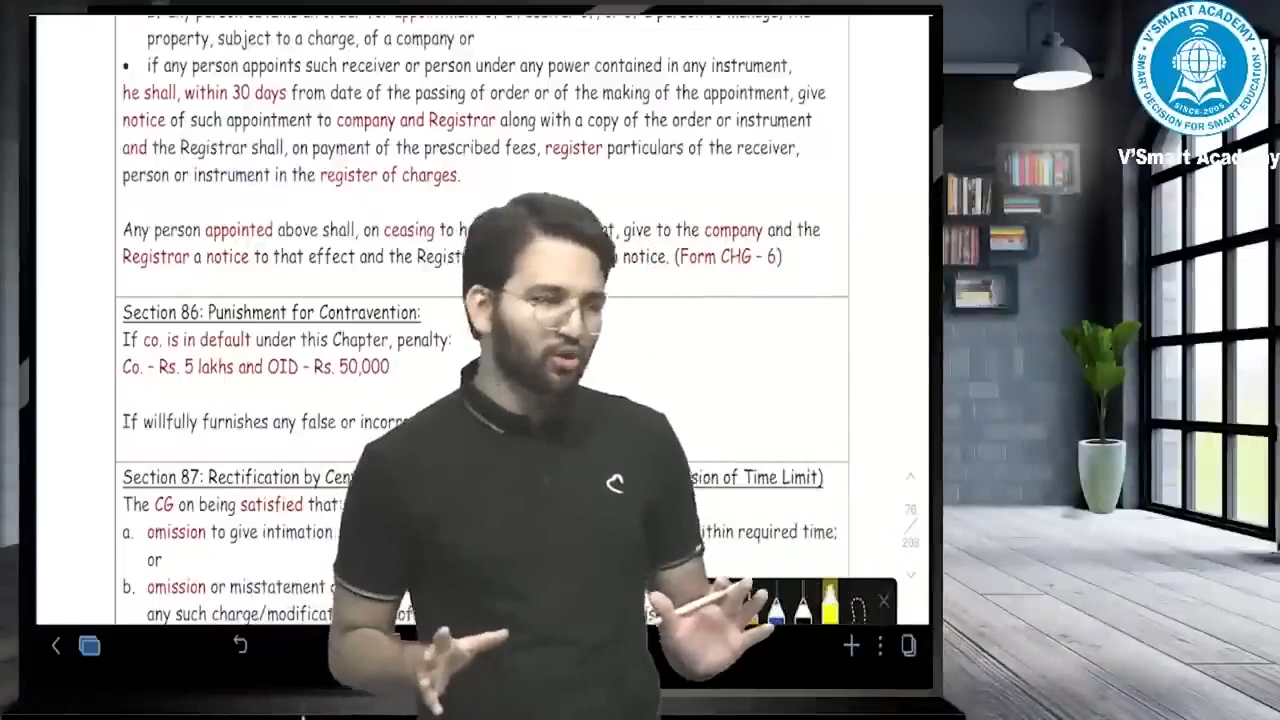 property, subject to a charge, of a company or
• if any person appoints such receiver or person under any power contained in any instrument,
he shall, within 30 days from date of the passing of order or of the making of the appointment, give
notice of such appointment to company and Registrar along with a copy of the order or instrument
and the Registrar shall, on payment of the prescribed fees, register particulars of the receiver,
person or instrument in the register of charges.
Any person appointed above shall, on ceasing to h nt, give to the company and the
Registrar a notice to that effect and the Regist notice. (Form CHG - 6)
Section 86: Punishment for Contravention:
If co. is in default under this Chapter, penalty:
Co. - Rs. 5 lakhs and OID - Rs. 50,000
If willfully furnishes any false or incorr
Section 87: Rectification by Cen sion of Time Limit)
The CG on being satisfied that
a. omission to give intimation ithin required time;
or
b. omission or misstatement
any such charge/modificat
76
/
203
V'SMART ACADEMY
SINCE-2005
SMART DECISION FOR SMART EDUCATION
V'Smart Academy